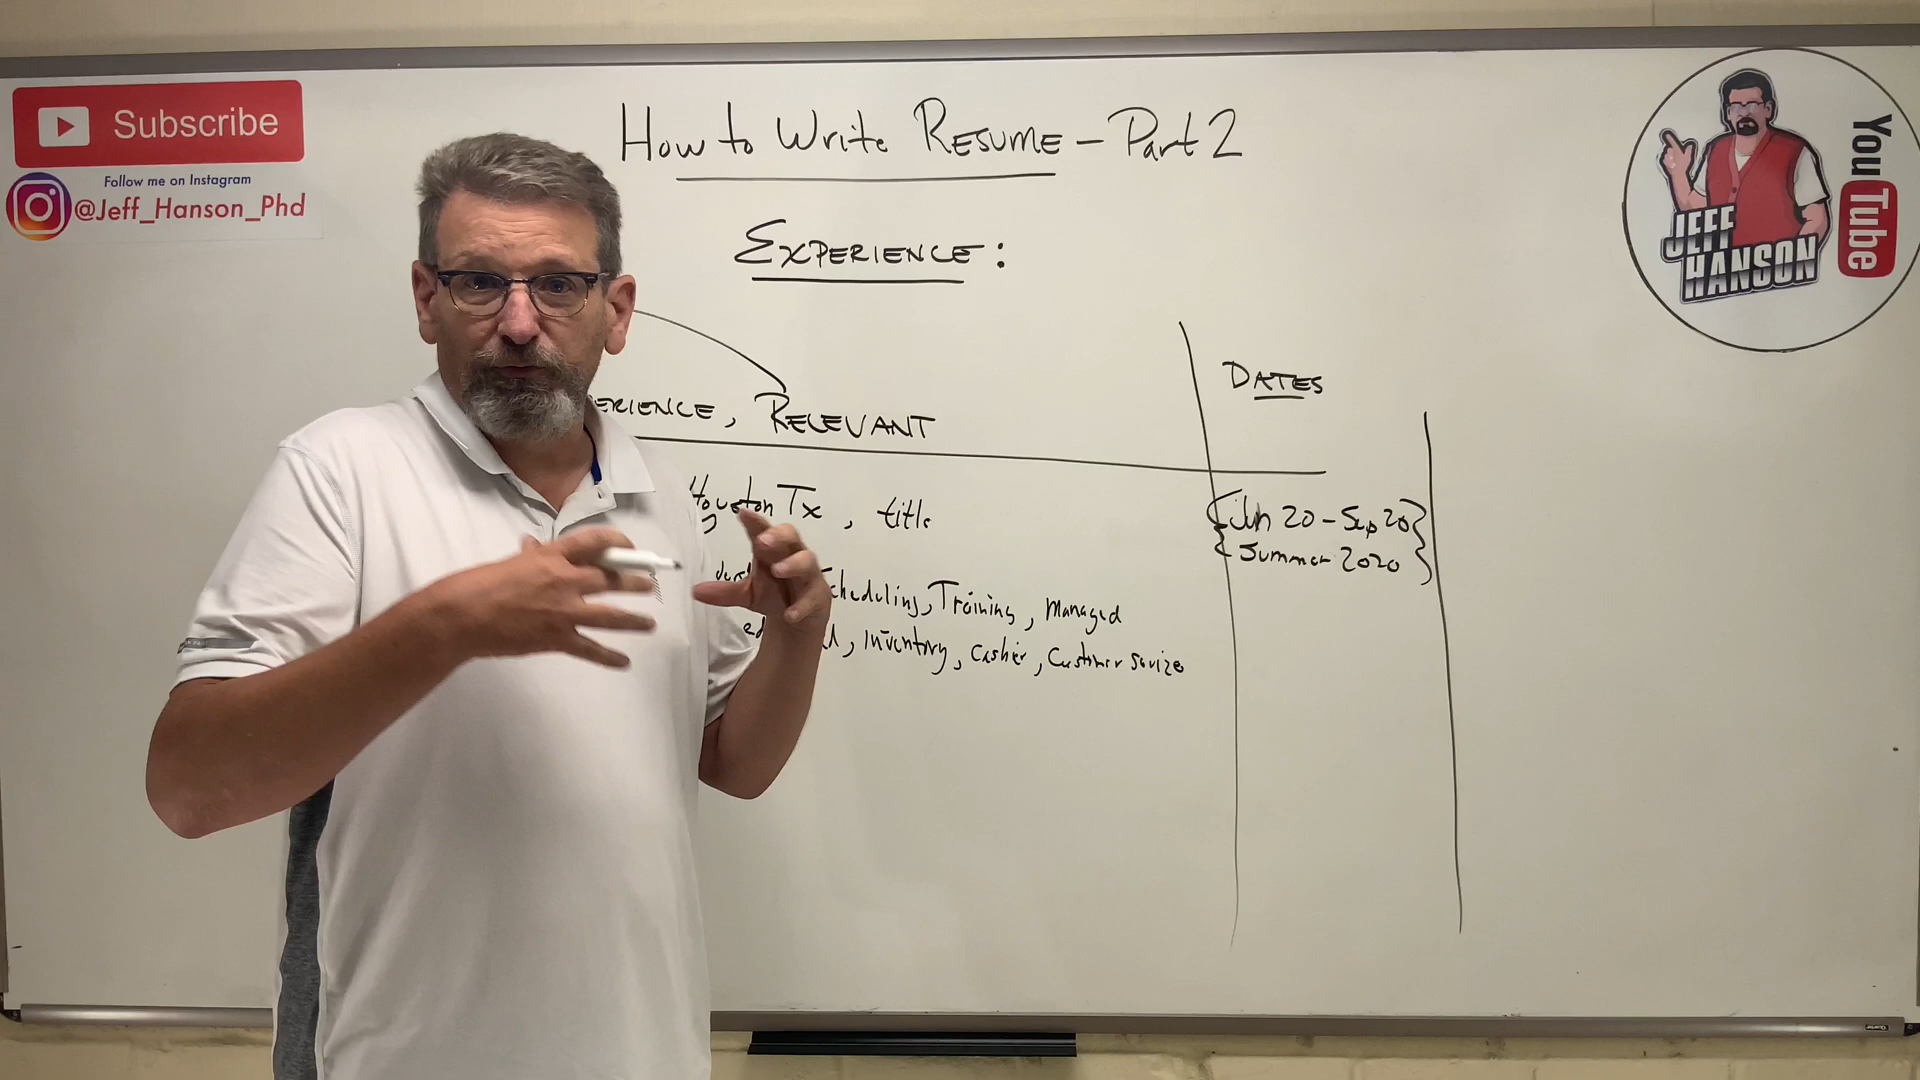 Subscribe
Follow me on Instagram
@Jeff_Hanson_Phd
How to Write RESUME - Part 2
EXPERIENCE:
ERIENCE, RELEVANT
DATES
Houston Tx, title
Jun 20 - Sep 20
Summer 2020
cheduling, Training, Managed
Inventory, Cashier, Customer Service
JEFF
HANSON
YouTube